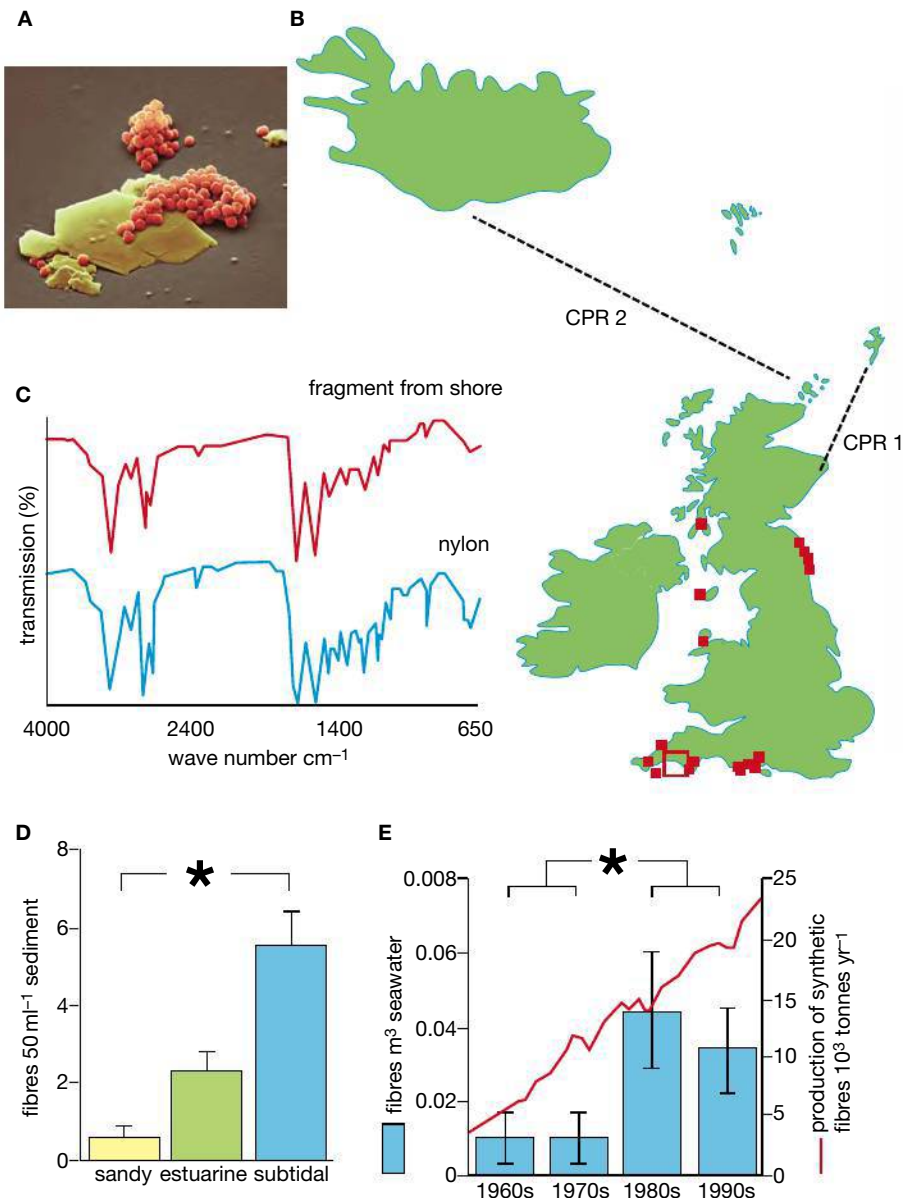 A
B
CPR 2
CPR 1
C
fragment from shore
nylon
transmission (%)
4000 2400 1400 650
wave number cm⁻¹
D
fibres 50 ml⁻¹ sediment
8
6
4
2
0
sandy estuarine subtidal
*
E
fibres m³ seawater
0.008
0.06
0.04
0.02
0
*
25
20
15
10
5
0
production of synthetic
fibres 10³ tonnes yr⁻¹
1960s 1970s 1980s 1990s